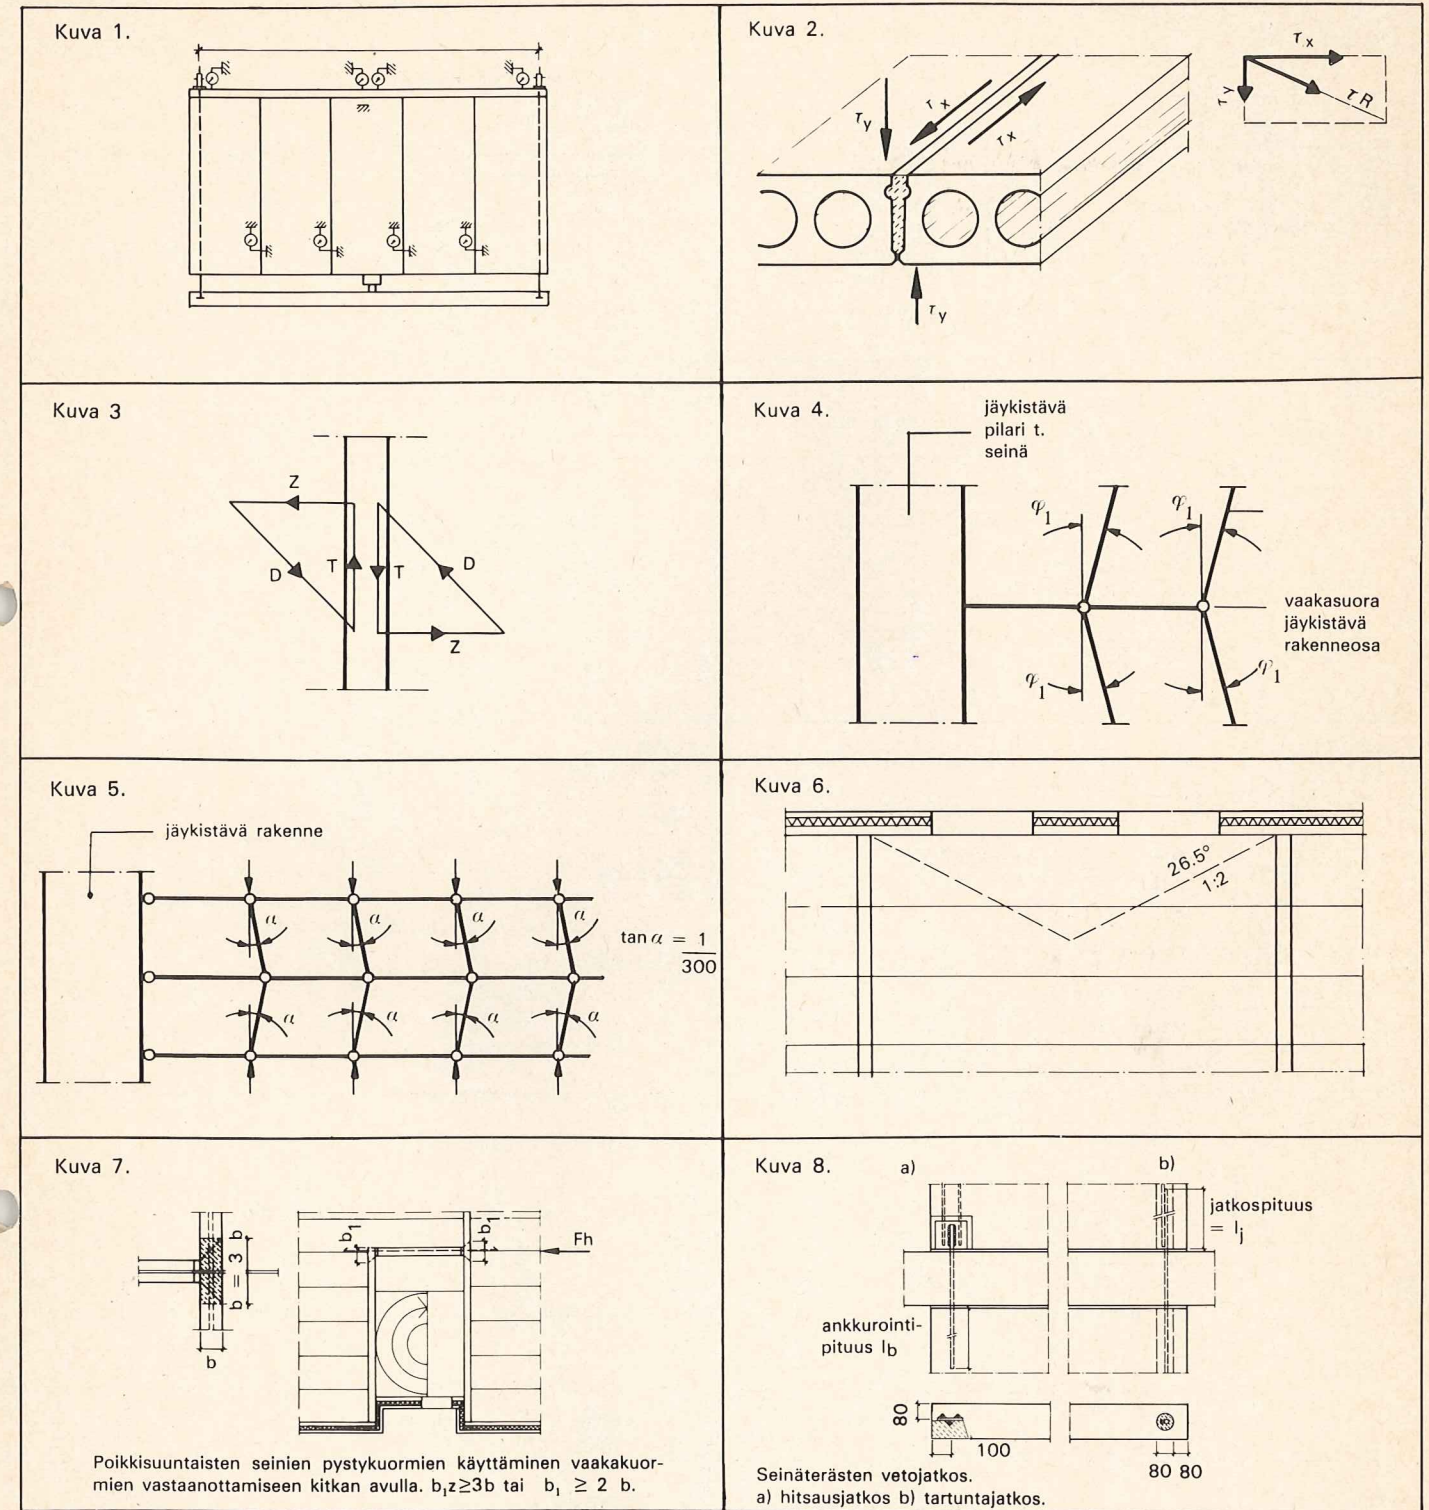 Kuva 1.
Kuva 2.
τx
τy
τR
τy
τx
τx
τy
Kuva 3
Z
D
T
T
D
Z
Kuva 4.
jäykistävä
pilari t.
seinä
φ1
φ1
vaakasuora
jäykistävä
rakenneosa
φ1
φ1
Kuva 5.
jäykistävä rakenne
α
α
α
α
tan α = 1
300
α
α
α
α
Kuva 6.
26.5°
1:2
Kuva 7.
b = 3 b
b
b1
b1
Fh
Poikkisuuntaisten seinien pystykuormien käyttäminen vaakakuor-
mien vastaanottamiseen kitkan avulla. b₁z≥3b tai b₁ ≥ 2 b.
Kuva 8.
a)
b)
jatkospituus
= lj
ankkurointi-
pituus lb
80
100
80 80
Seinäterästen vetojatkos.
a) hitsausjatkos b) tartuntajatkos.